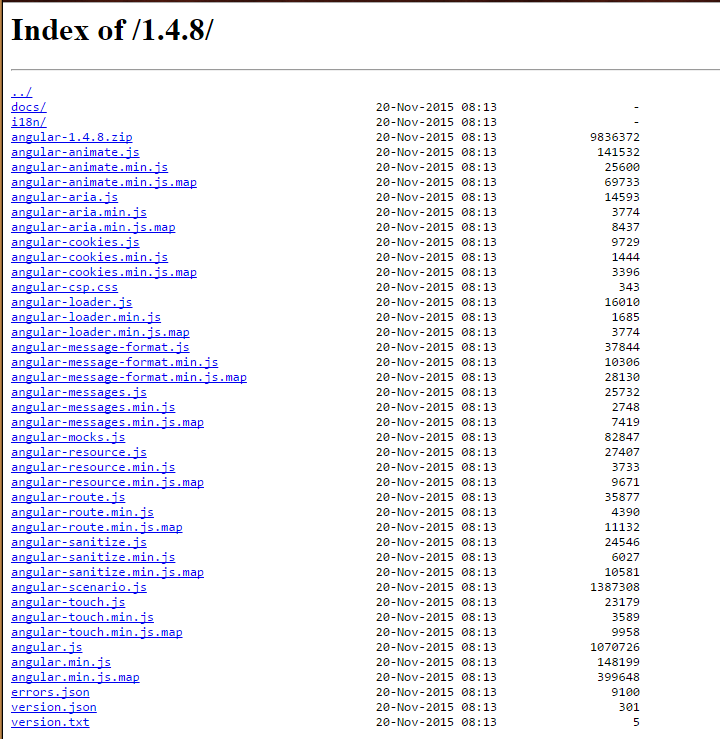 Index of /1.4.8/
../
docs/ 20-Nov-2015 08:13 -
i18n/ 20-Nov-2015 08:13 -
angular-1.4.8.zip 20-Nov-2015 08:13 9836372
angular-animate.js 20-Nov-2015 08:13 141532
angular-animate.min.js 20-Nov-2015 08:13 25600
angular-animate.min.js.map 20-Nov-2015 08:13 69733
angular-aria.js 20-Nov-2015 08:13 14593
angular-aria.min.js 20-Nov-2015 08:13 3774
angular-aria.min.js.map 20-Nov-2015 08:13 8437
angular-cookies.js 20-Nov-2015 08:13 9729
angular-cookies.min.js 20-Nov-2015 08:13 1444
angular-cookies.min.js.map 20-Nov-2015 08:13 3396
angular-csp.css 20-Nov-2015 08:13 343
angular-loader.js 20-Nov-2015 08:13 16010
angular-loader.min.js 20-Nov-2015 08:13 1685
angular-loader.min.js.map 20-Nov-2015 08:13 3774
angular-message-format.js 20-Nov-2015 08:13 37844
angular-message-format.min.js 20-Nov-2015 08:13 10306
angular-message-format.min.js.map 20-Nov-2015 08:13 28130
angular-messages.js 20-Nov-2015 08:13 25732
angular-messages.min.js 20-Nov-2015 08:13 2748
angular-messages.min.js.map 20-Nov-2015 08:13 7419
angular-mocks.js 20-Nov-2015 08:13 82847
angular-resource.js 20-Nov-2015 08:13 27407
angular-resource.min.js 20-Nov-2015 08:13 3733
angular-resource.min.js.map 20-Nov-2015 08:13 9671
angular-route.js 20-Nov-2015 08:13 35877
angular-route.min.js 20-Nov-2015 08:13 4390
angular-route.min.js.map 20-Nov-2015 08:13 11132
angular-sanitize.js 20-Nov-2015 08:13 24546
angular-sanitize.min.js 20-Nov-2015 08:13 6027
angular-sanitize.min.js.map 20-Nov-2015 08:13 10581
angular-scenario.js 20-Nov-2015 08:13 1387308
angular-touch.js 20-Nov-2015 08:13 23179
angular-touch.min.js 20-Nov-2015 08:13 3589
angular-touch.min.js.map 20-Nov-2015 08:13 9958
angular.js 20-Nov-2015 08:13 1070726
angular.min.js 20-Nov-2015 08:13 148199
angular.min.js.map 20-Nov-2015 08:13 399648
errors.json 20-Nov-2015 08:13 9100
version.json 20-Nov-2015 08:13 301
version.txt 20-Nov-2015 08:13 5